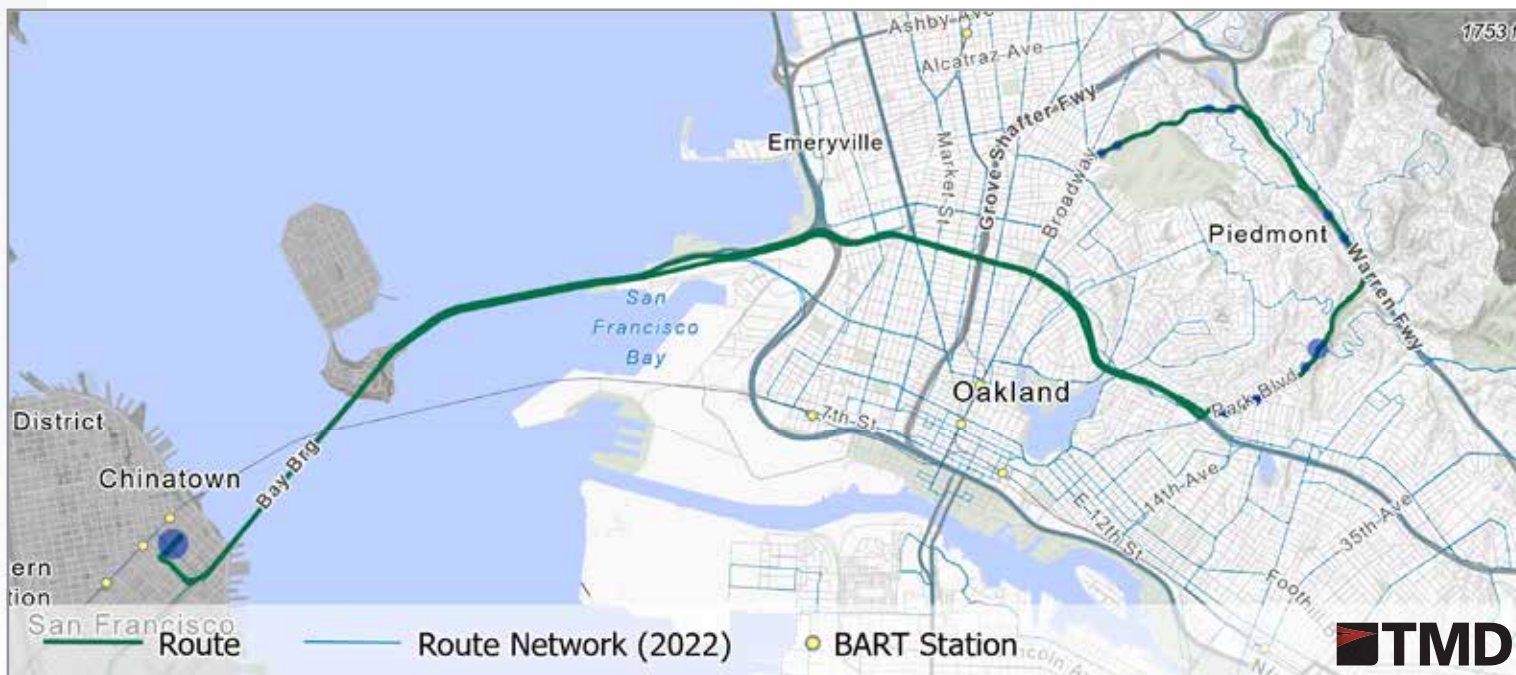 Ashby Ave
1753 f
Alcatraz Ave
Grove-Shafter Fwy
Emeryville
Market St
Broadway
Piedmont
Warren Fwy
San
Francisco
Bay
Oakland
Park Blvd
District
7th St
Chinatown
Bay Brg
14th Ave
E 12th St
35th Ave
ern
tion
Foothill B
San Francisco
Route
Route Network (2022)
BART Station
TMD